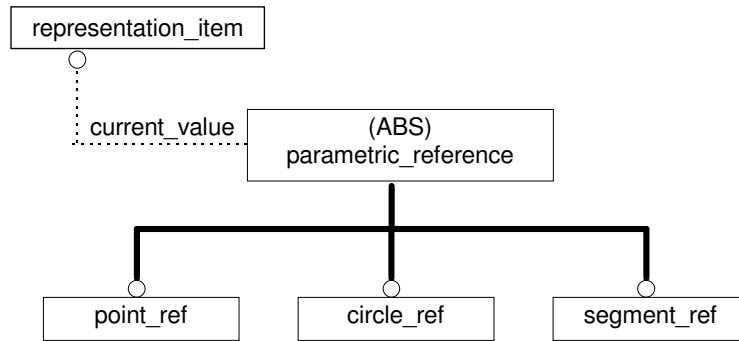 representation_item
current_value
(ABS)
parametric_reference
point_ref
circle_ref
segment_ref